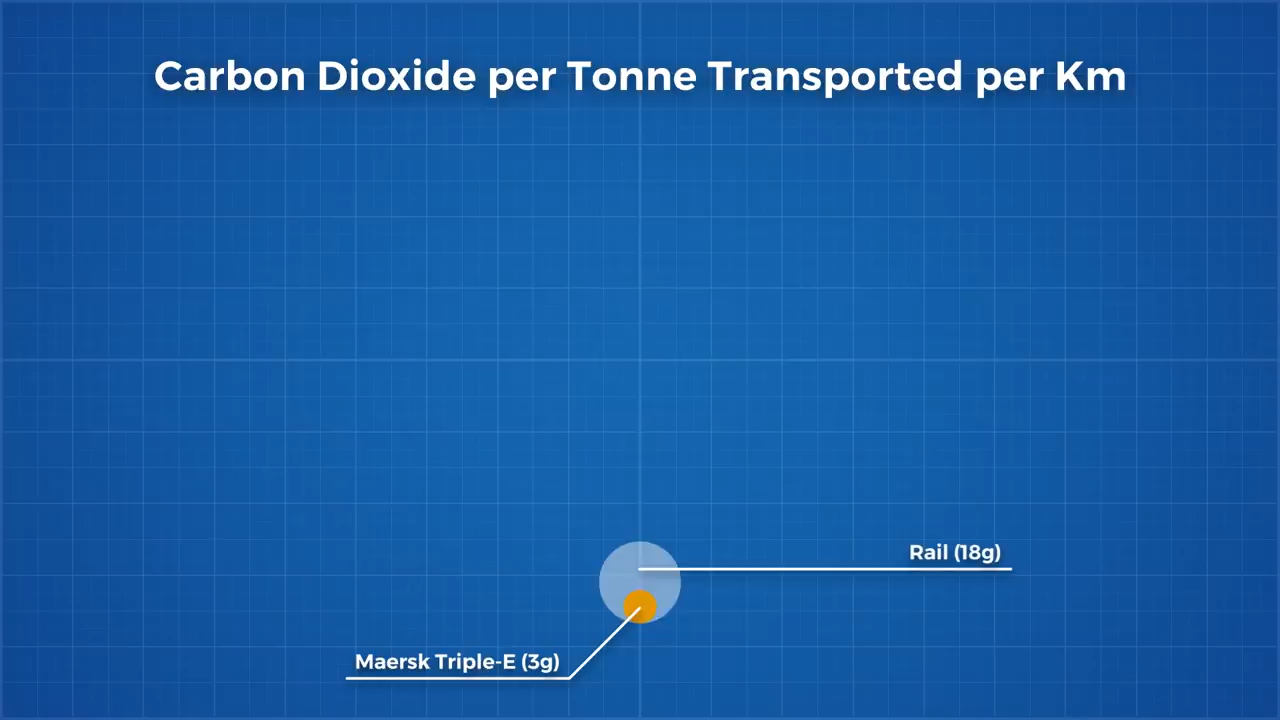 Carbon Dioxide per Tonne Transported per Km
Rail (18g)
Maersk Triple-E (3g)